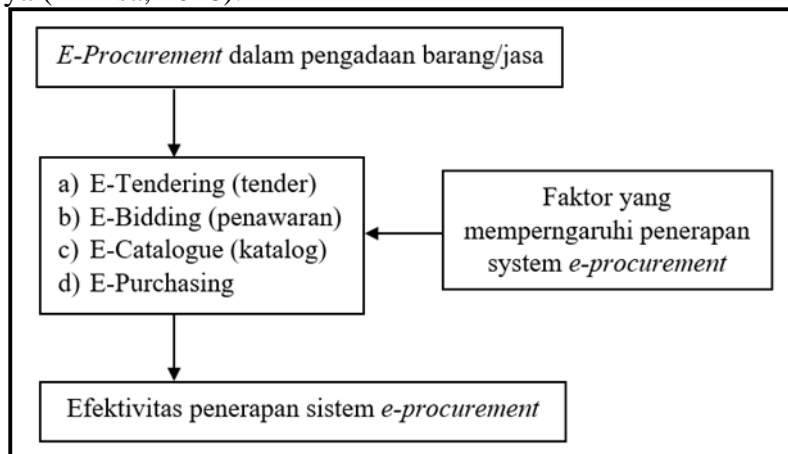 E-Procurement dalam pengadaan barang/jasa
a) E-Tendering (tender)
b) E-Bidding (penawaran)
c) E-Catalogue (katalog)
d) E-Purchasing
Faktor yang
memperngaruhi penerapan
system e-procurement
Efektivitas penerapan sistem e-procurement